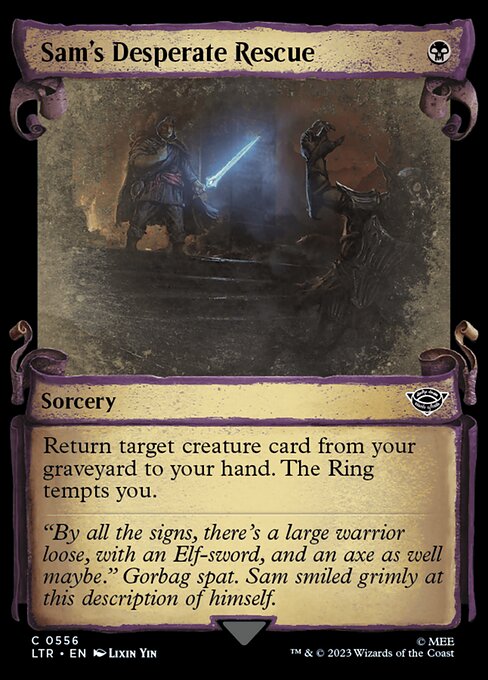 Sam's Desperate Rescue
Sorcery
Return target creature card from your
graveyard to your hand. The Ring
tempts you.
“By all the signs, there's a large warrior
loose, with an Elf-sword, and an axe as well
maybe.” Gorbag spat. Sam smiled grimly at
this description of himself.
C 0556
LTR • EN Lixin Yin
© MEE
™ & © 2023 Wizards of the Coast